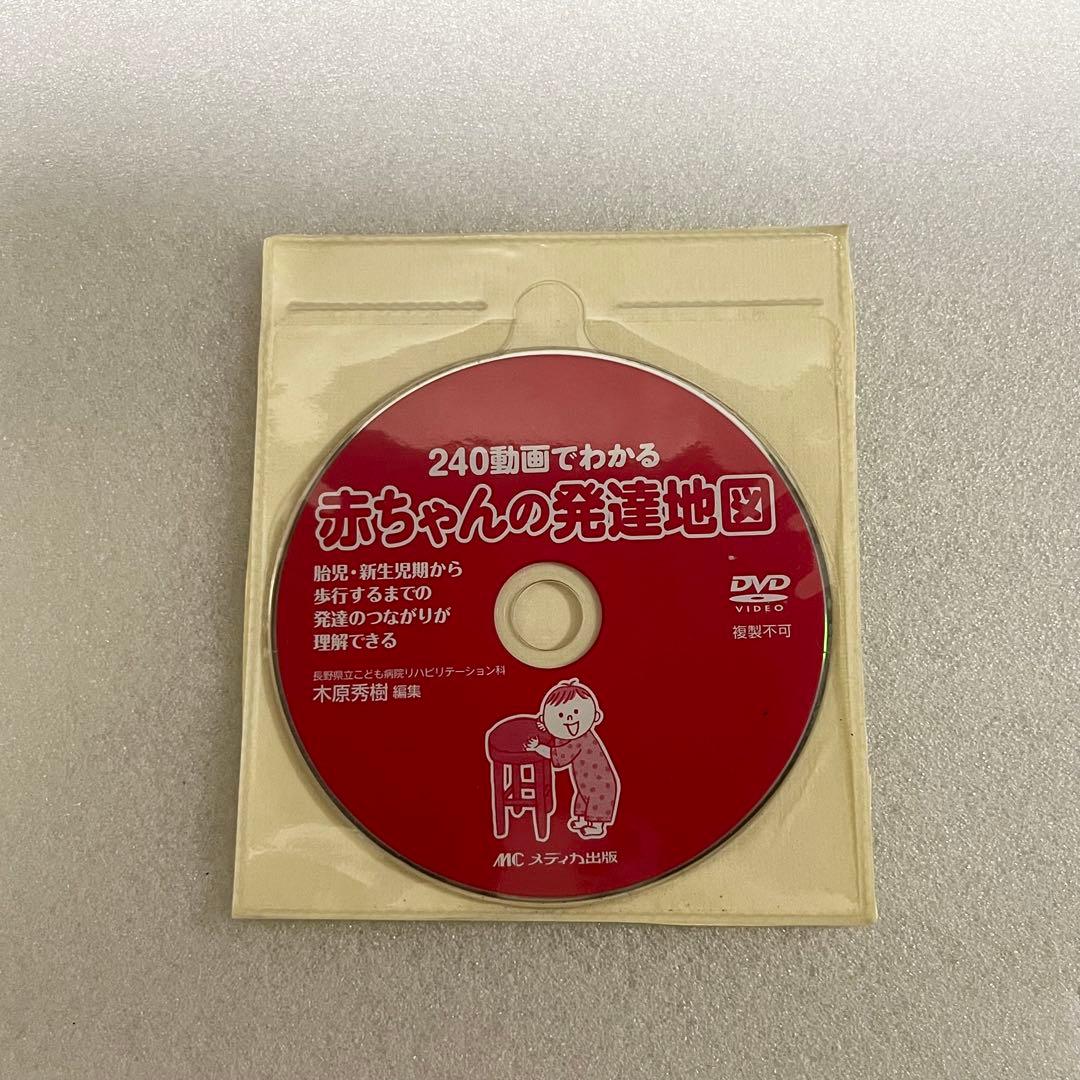 240動画でわかる
赤ちゃんの発達地図
胎児・新生児期から
歩行するまでの
発達のつながりが
理解できる
長野県立こども病院リハビリテーション科
木原秀樹 編集
DVD
VIDEO
複製不可
MC メディカ出版